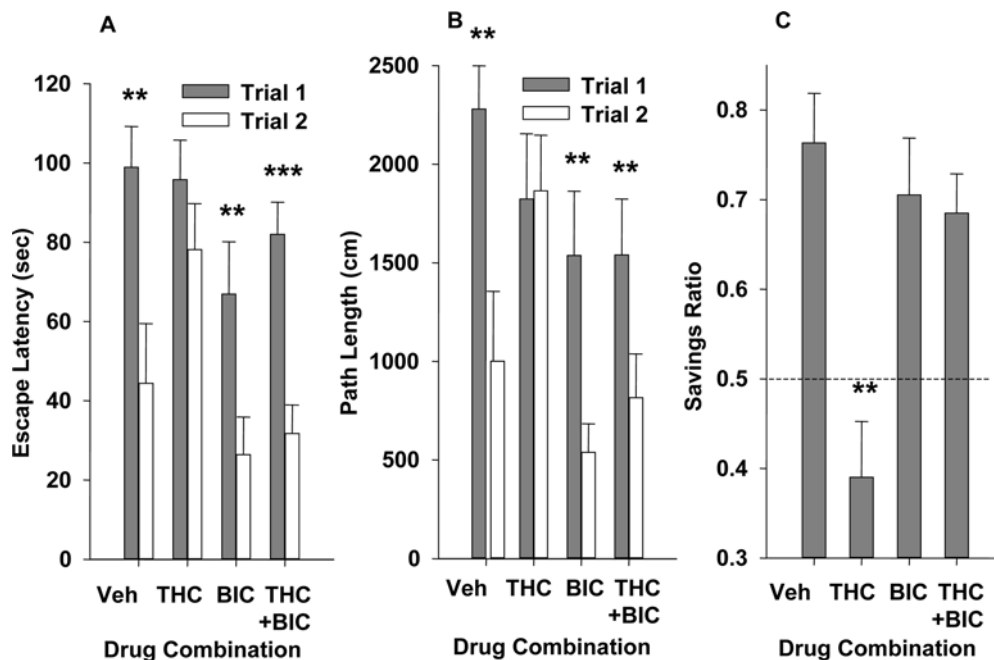 A
Escape Latency (sec)
120
100
80
60
40
20
0
Trial 1
Trial 2
**
**
***
Veh THC BIC THC
+BIC
Drug Combination
B
Path Length (cm)
2500
2000
1500
1000
500
0
Trial 1
Trial 2
**
**
**
Veh THC BIC THC
+BIC
Drug Combination
C
Savings Ratio
0.8
0.7
0.6
0.5
0.4
0.3
**
Veh THC BIC THC
+BIC
Drug Combination